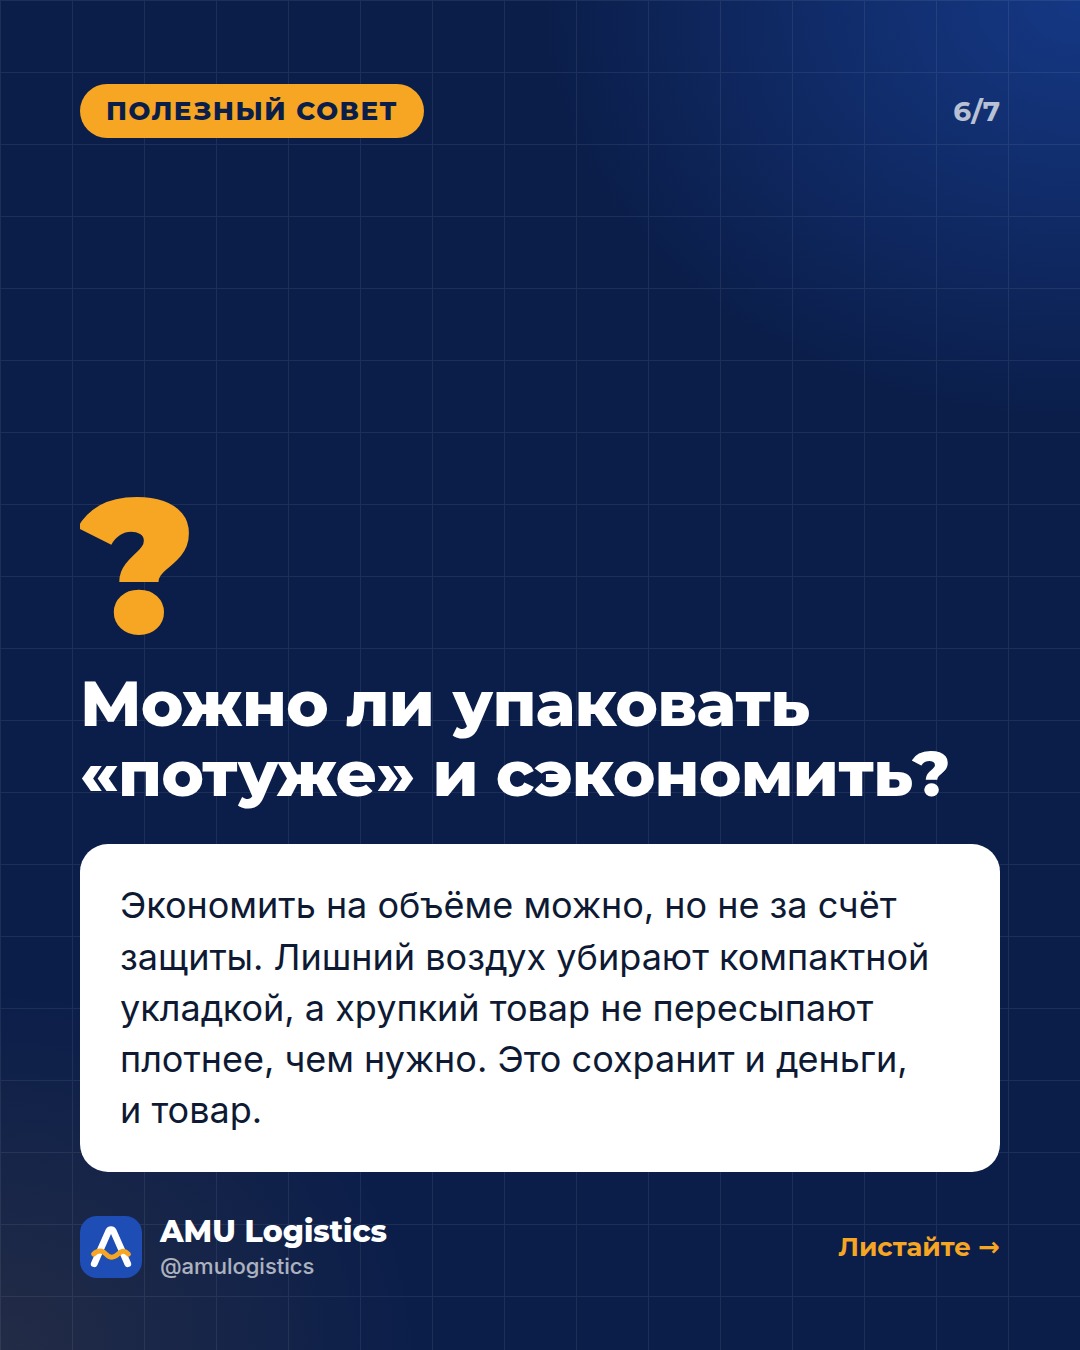 ПОЛЕЗНЫЙ СОВЕТ
6/7
?
Можно ли упаковать
«потуже» и сэкономить?
Экономить на объёме можно, но не за счёт
защиты. Лишний воздух убирают компактной
укладкой, а хрупкий товар не пересыпают
плотнее, чем нужно. Это сохранит и деньги,
и товар.
AMU Logistics
@amulogistics
Листайте →